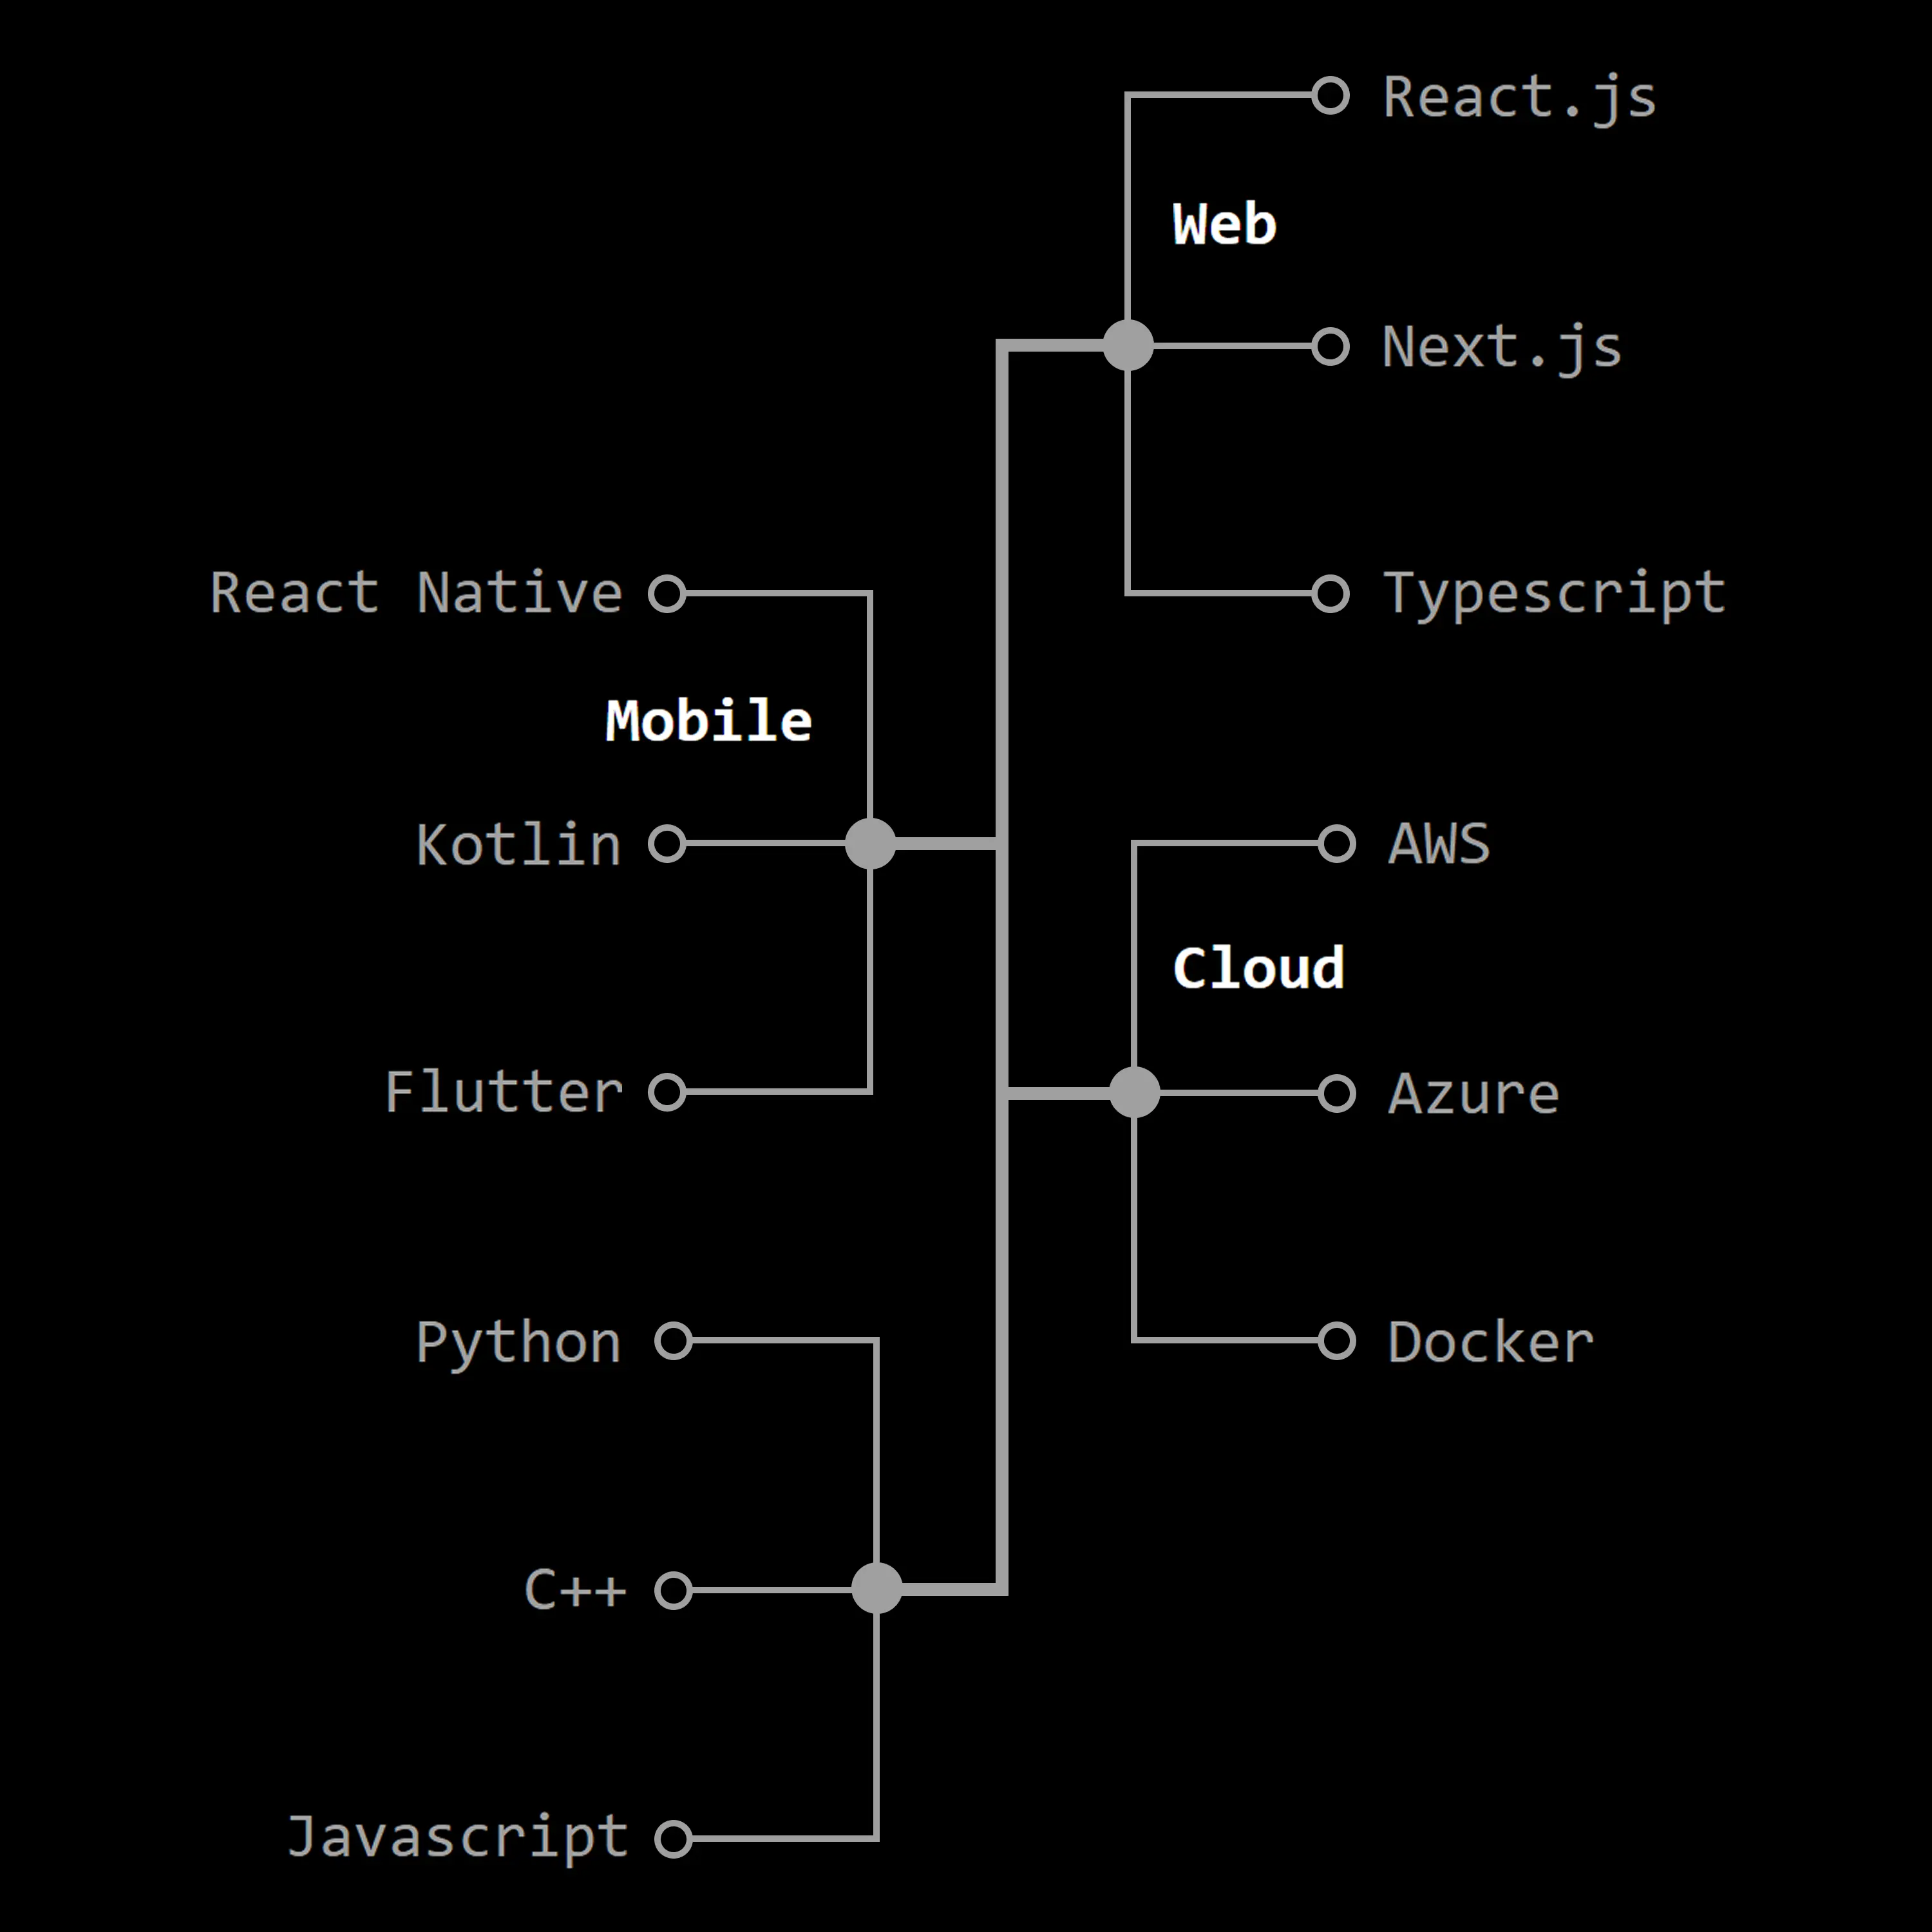 React.js
Web
Next.js
Typescript
React Native
Mobile
Kotlin
Flutter
AWS
Cloud
Azure
Docker
Python
C++
Javascript